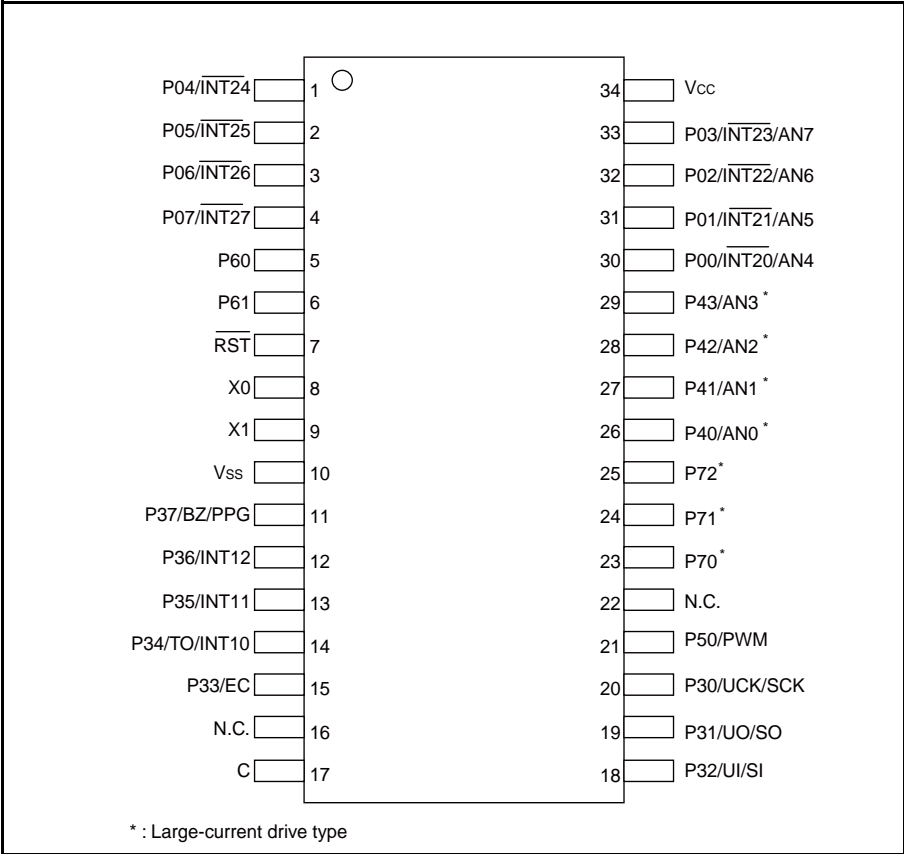 P04/INT24 1 34 Vcc
P05/INT25 2 33 P03/INT23/AN7
P06/INT26 3 32 P02/INT22/AN6
P07/INT27 4 31 P01/INT21/AN5
P60 5 30 P00/INT20/AN4
P61 6 29 P43/AN3 *
RST 7 28 P42/AN2 *
X0 8 27 P41/AN1 *
X1 9 26 P40/AN0 *
Vss 10 25 P72*
P37/BZ/PPG 11 24 P71*
P36/INT12 12 23 P70*
P35/INT11 13 22 N.C.
P34/TO/INT10 14 21 P50/PWM
P33/EC 15 20 P30/UCK/SCK
N.C. 16 19 P31/UO/SO
C 17 18 P32/UI/SI
* : Large-current drive type